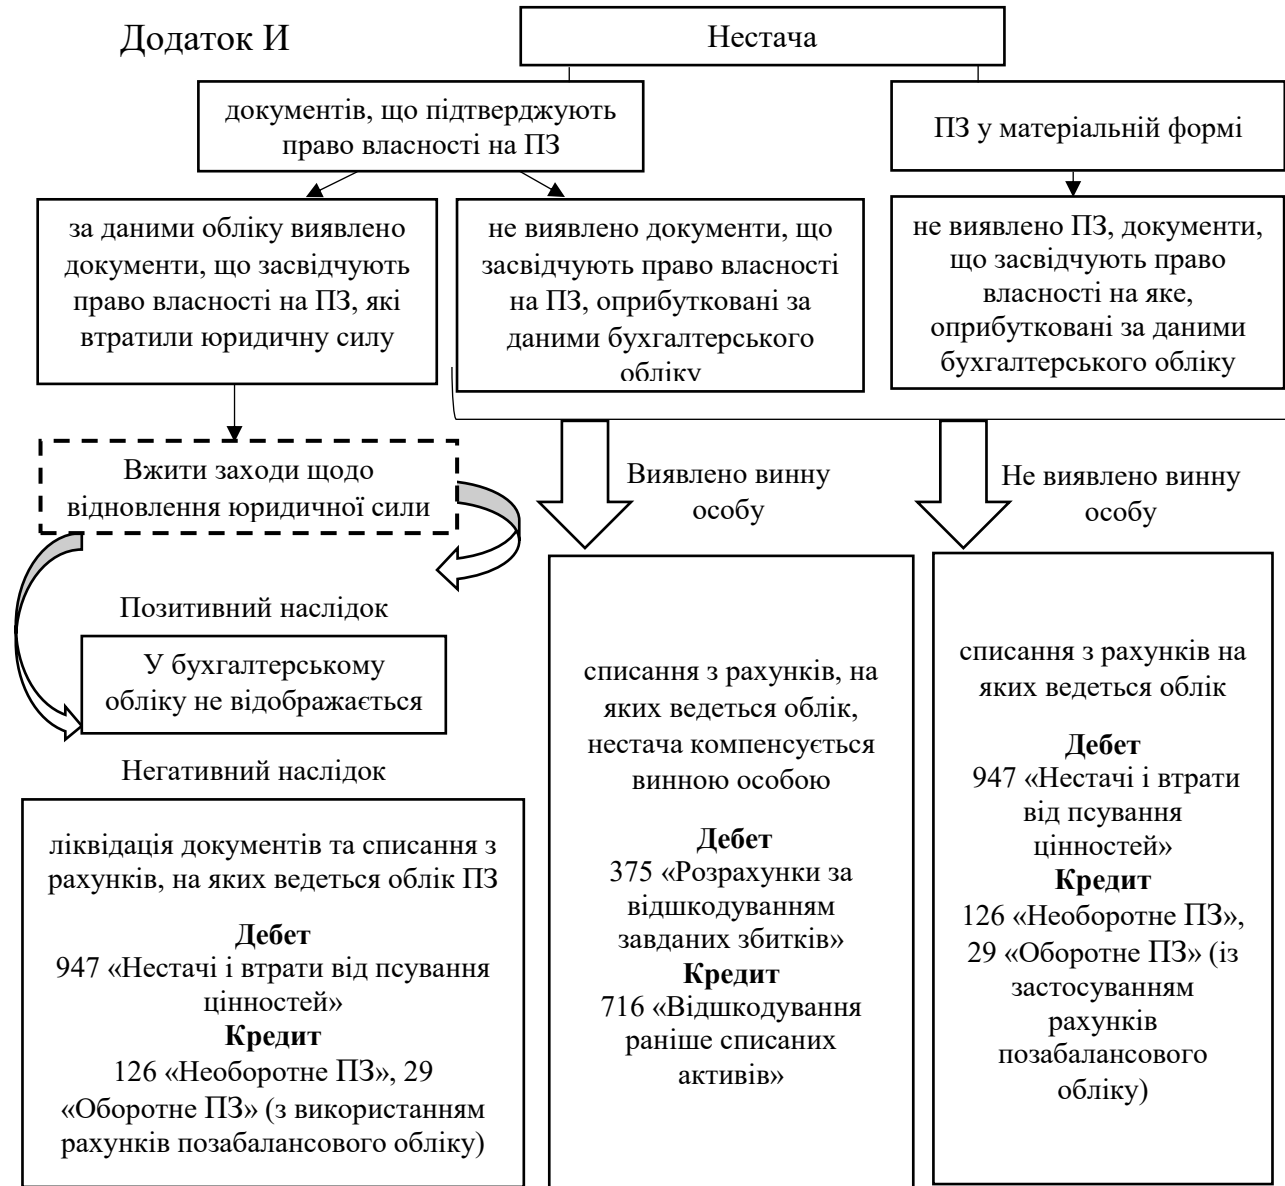 Додаток И
Нестача
документів, що підтверджують
право власності на ПЗ
ПЗ у матеріальній формі
за даними обліку виявлено
документи, що засвідчують
право власності на ПЗ, які
втратили юридичну силу
не виявлено документи, що
засвідчують право власності
на ПЗ, оприбутковані за
даними бухгалтерського
обліку
не виявлено ПЗ, документи,
що засвідчують право
власності на яке,
оприбутковані за даними
бухгалтерського обліку
Вжити заходи щодо
відновлення юридичної сили
Виявлено винну
особу
Не виявлено винну
особу
Позитивний наслідок
У бухгалтерському
обліку не відображається
Негативний наслідок
ліквідація документів та списання з
рахунків, на яких ведеться облік ПЗ
Дебет
947 «Нестачі і втрати від псування
цінностей»
Кредит
126 «Необоротне ПЗ», 29
«Оборотне ПЗ» (з використанням
рахунків позабалансового обліку)
списання з рахунків, на
яких ведеться облік,
нестача компенсується
винною особою
Дебет
375 «Розрахунки за
відшкодуванням
завданих збитків»
Кредит
716 «Відшкодування
раніше списаних
активів»
списання з рахунків на
яких ведеться облік
Дебет
947 «Нестачі і втрати
від псування
цінностей»
Кредит
126 «Необоротне ПЗ»,
29 «Оборотне ПЗ» (із
застосуванням
рахунків
позабалансового
обліку)